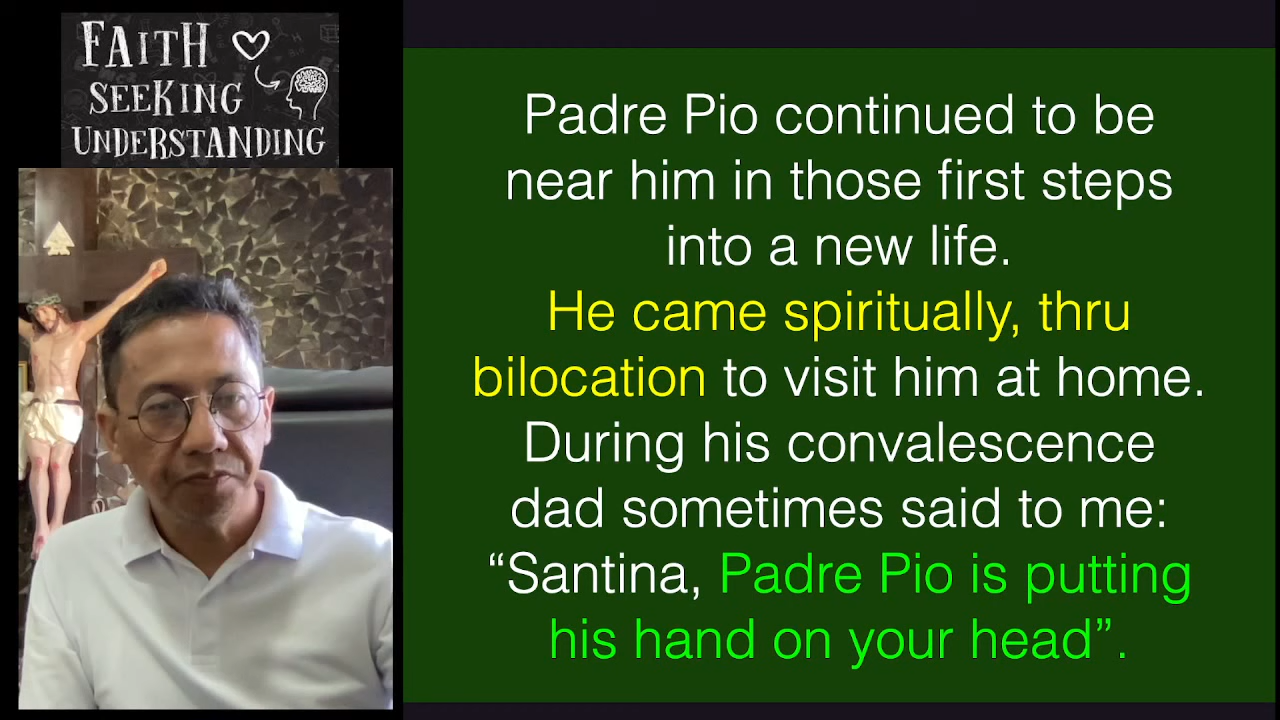 FAITH
SEEKING
UNDERSTANDING
Padre Pio continued to be
near him in those first steps
into a new life.
He came spiritually, thru
bilocation to visit him at home.
During his convalescence
dad sometimes said to me:
“Santina, Padre Pio is putting
his hand on your head”.